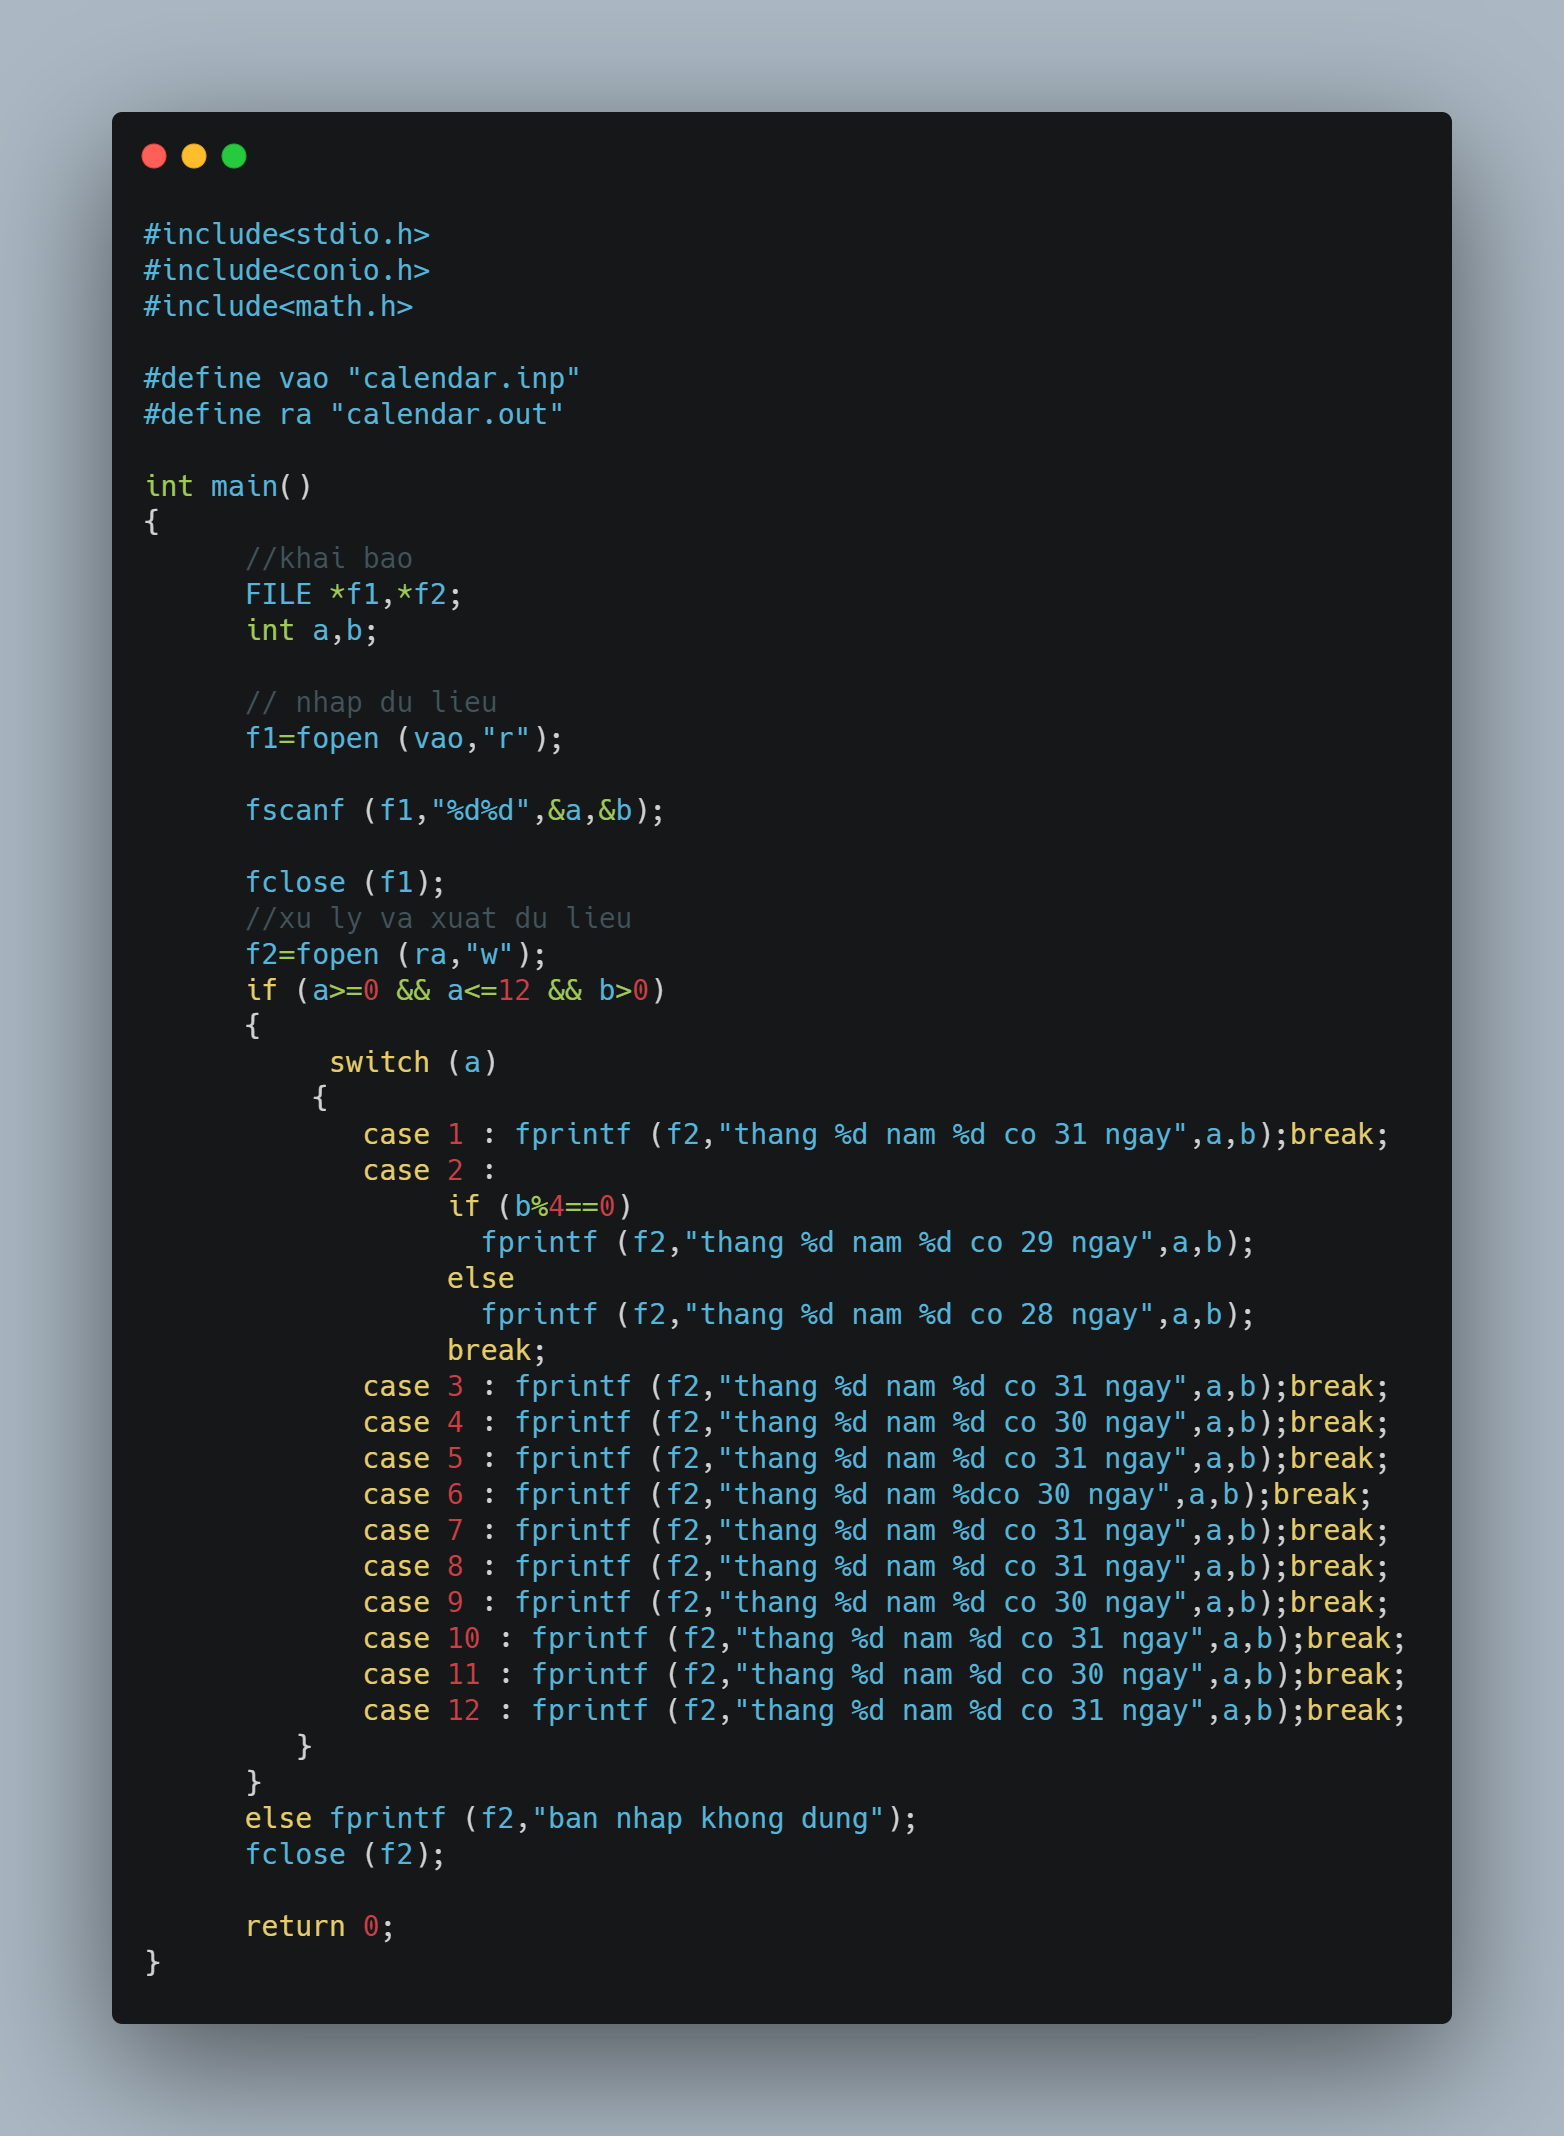 #include<stdio.h>
#include<conio.h>
#include<math.h>

#define vao "calendar.inp"
#define ra "calendar.out"

int main()
{
      //khai bao
      FILE *f1,*f2;
      int a,b;

      // nhap du lieu
      f1=fopen (vao,"r");

      fscanf (f1,"%d%d",&a,&b);

      fclose (f1);
      //xu ly va xuat du lieu
      f2=fopen (ra,"w");
      if (a>=0 && a<=12 && b>0)
      {
           switch (a)
          {
             case 1 : fprintf (f2,"thang %d nam %d co 31 ngay",a,b);break;
             case 2 :
                  if (b%4==0)
                    fprintf (f2,"thang %d nam %d co 29 ngay",a,b);
                  else
                    fprintf (f2,"thang %d nam %d co 28 ngay",a,b);
                  break;
             case 3 : fprintf (f2,"thang %d nam %d co 31 ngay",a,b);break;
             case 4 : fprintf (f2,"thang %d nam %d co 30 ngay",a,b);break;
             case 5 : fprintf (f2,"thang %d nam %d co 31 ngay",a,b);break;
             case 6 : fprintf (f2,"thang %d nam %dco 30 ngay",a,b);break;
             case 7 : fprintf (f2,"thang %d nam %d co 31 ngay",a,b);break;
             case 8 : fprintf (f2,"thang %d nam %d co 31 ngay",a,b);break;
             case 9 : fprintf (f2,"thang %d nam %d co 30 ngay",a,b);break;
             case 10 : fprintf (f2,"thang %d nam %d co 31 ngay",a,b);break;
             case 11 : fprintf (f2,"thang %d nam %d co 30 ngay",a,b);break;
             case 12 : fprintf (f2,"thang %d nam %d co 31 ngay",a,b);break;
         }
      }
      else fprintf (f2,"ban nhap khong dung");
      fclose (f2);

      return 0;
}